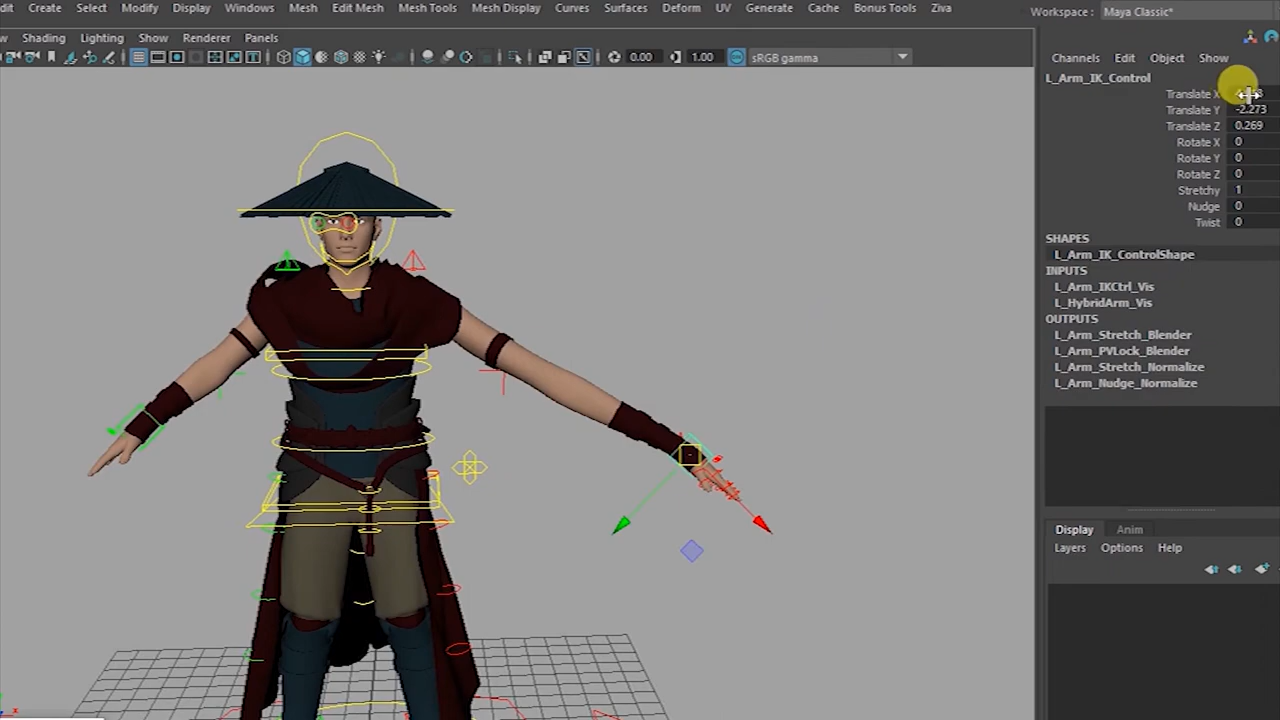 dit Create Select Modify Display Windows Mesh Edit Mesh Mesh Tools Mesh Display Curves Surfaces Deform UV Generate Cache Bonus Tools Ziva
Workspace : Maya Classic*
Shading Lighting Show Renderer Panels
0.00 1.00 sRGB gamma
Channels Edit Object Show
L_Arm_IK_Control
Translate X
Translate Y -2.273
Translate Z 0.269
Rotate X 0
Rotate Y 0
Rotate Z 0
Stretchy 1
Nudge 0
Twist 0
SHAPES
L_Arm_IK_ControlShape
INPUTS
L_Arm_IKCtrl_Vis
L_HybridArm_Vis
OUTPUTS
L_Arm_Stretch_Blender
L_Arm_PVLock_Blender
L_Arm_Stretch_Normalize
L_Arm_Nudge_Normalize
Display Anim
Layers Options Help